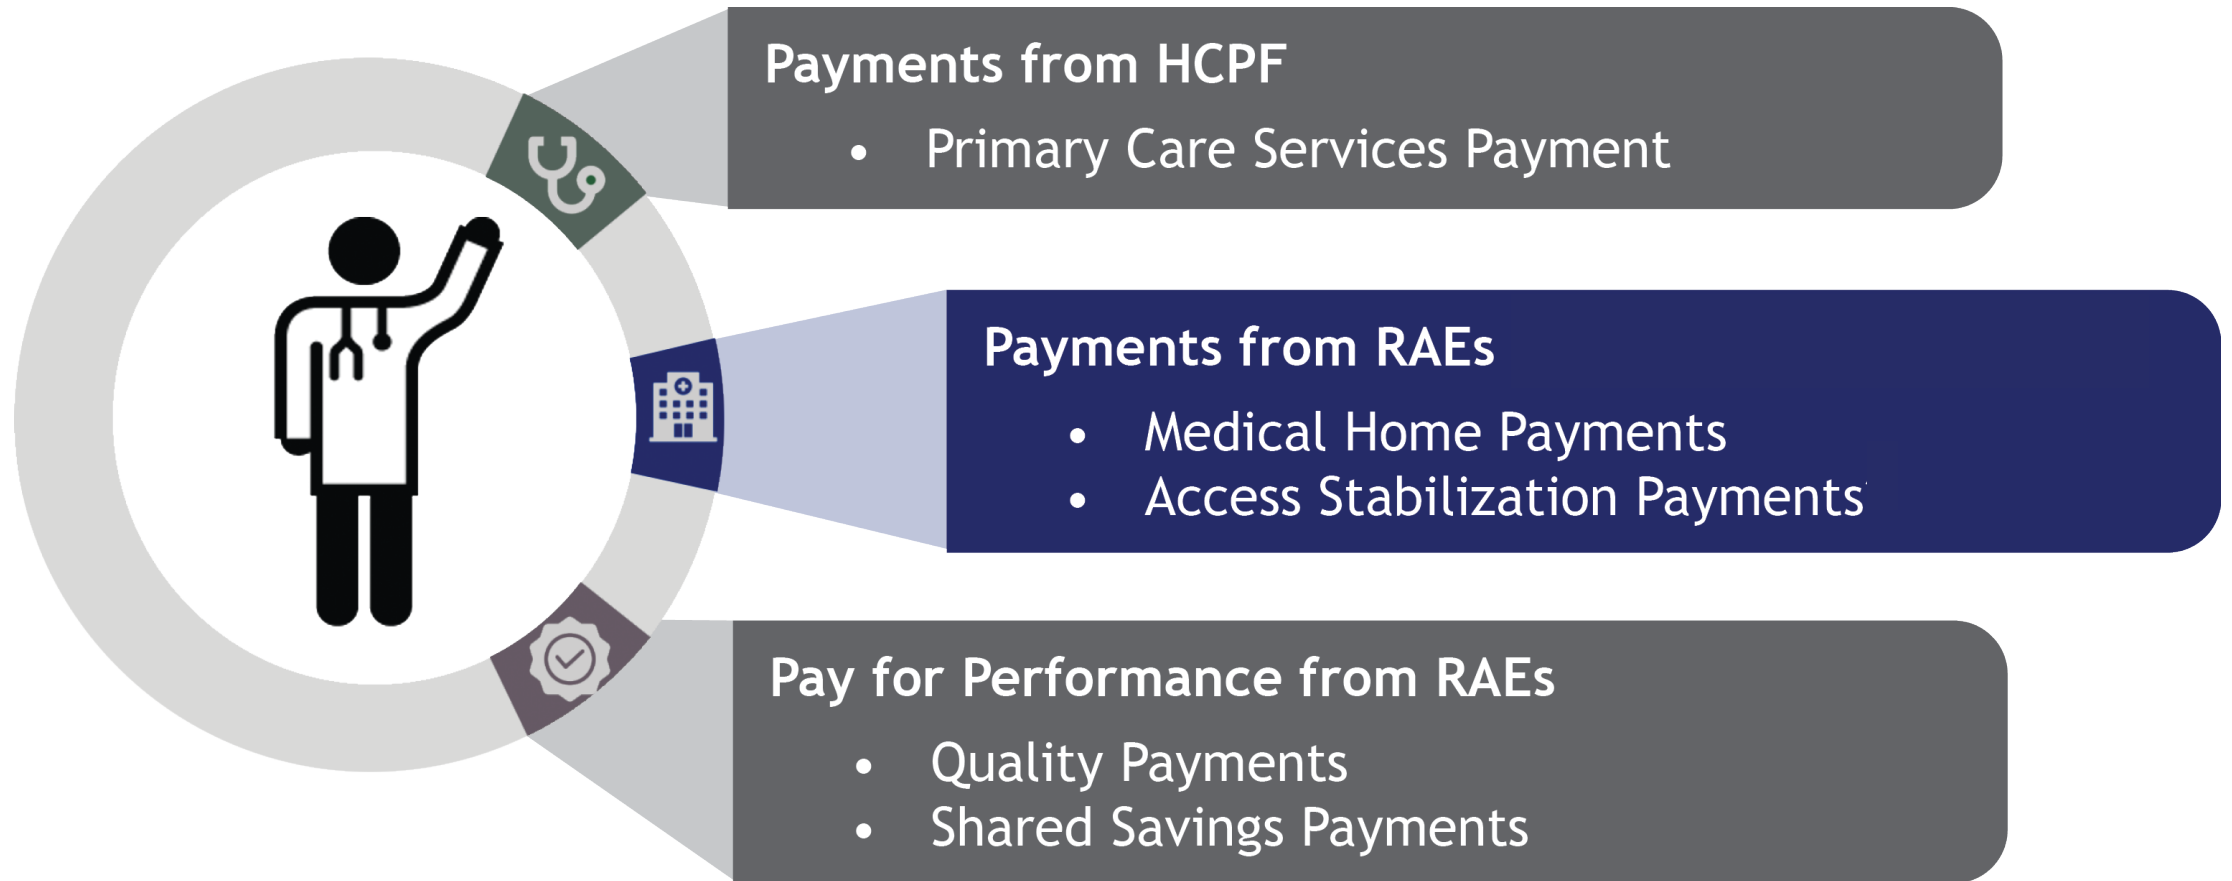 Payments from HCPF
• Primary Care Services Payment
Payments from RAEs
• Medical Home Payments
• Access Stabilization Payments
Pay for Performance from RAEs
• Quality Payments
• Shared Savings Payments